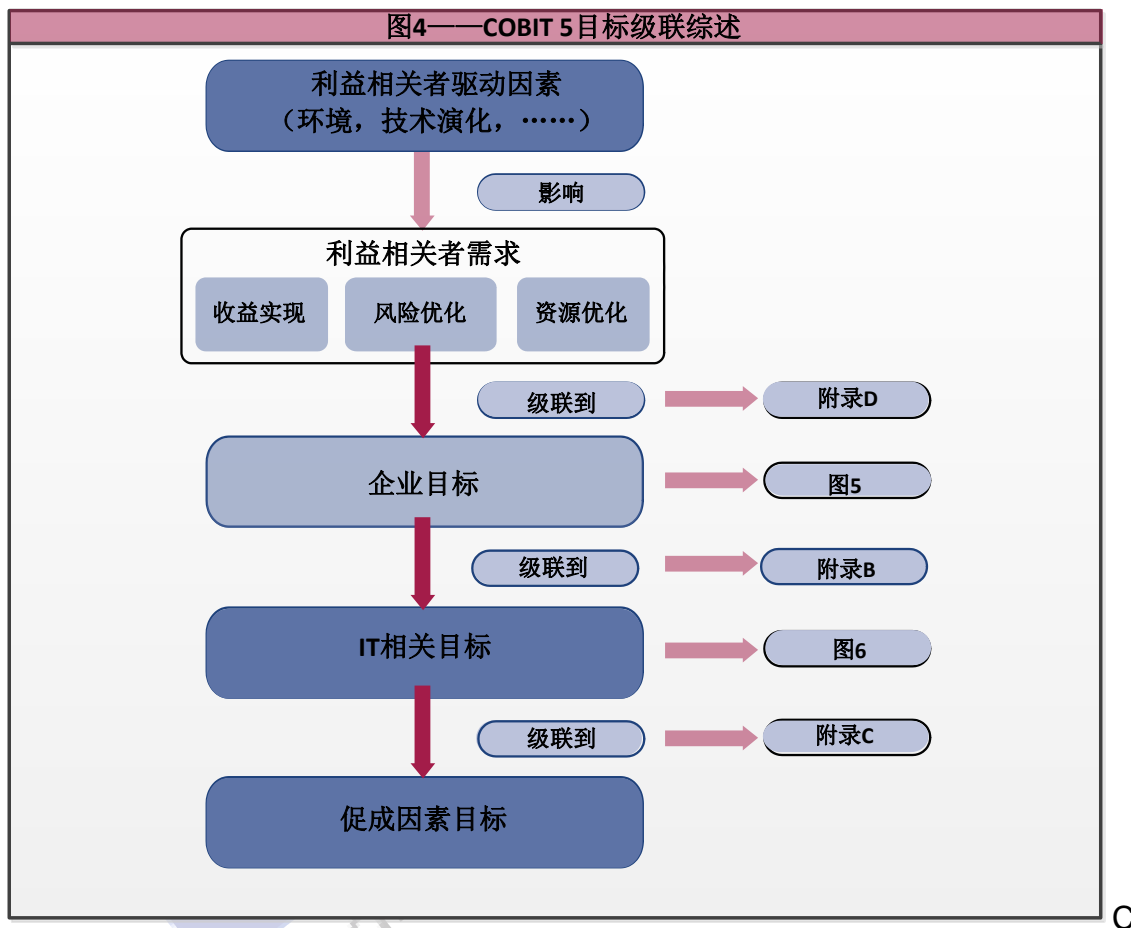 图4——COBIT 5目标级联综述
利益相关者驱动因素
（环境，技术演化，……）
影响
利益相关者需求
收益实现
风险优化
资源优化
级联到
附录D
企业目标
图5
级联到
附录B
IT相关目标
图6
级联到
附录C
促成因素目标